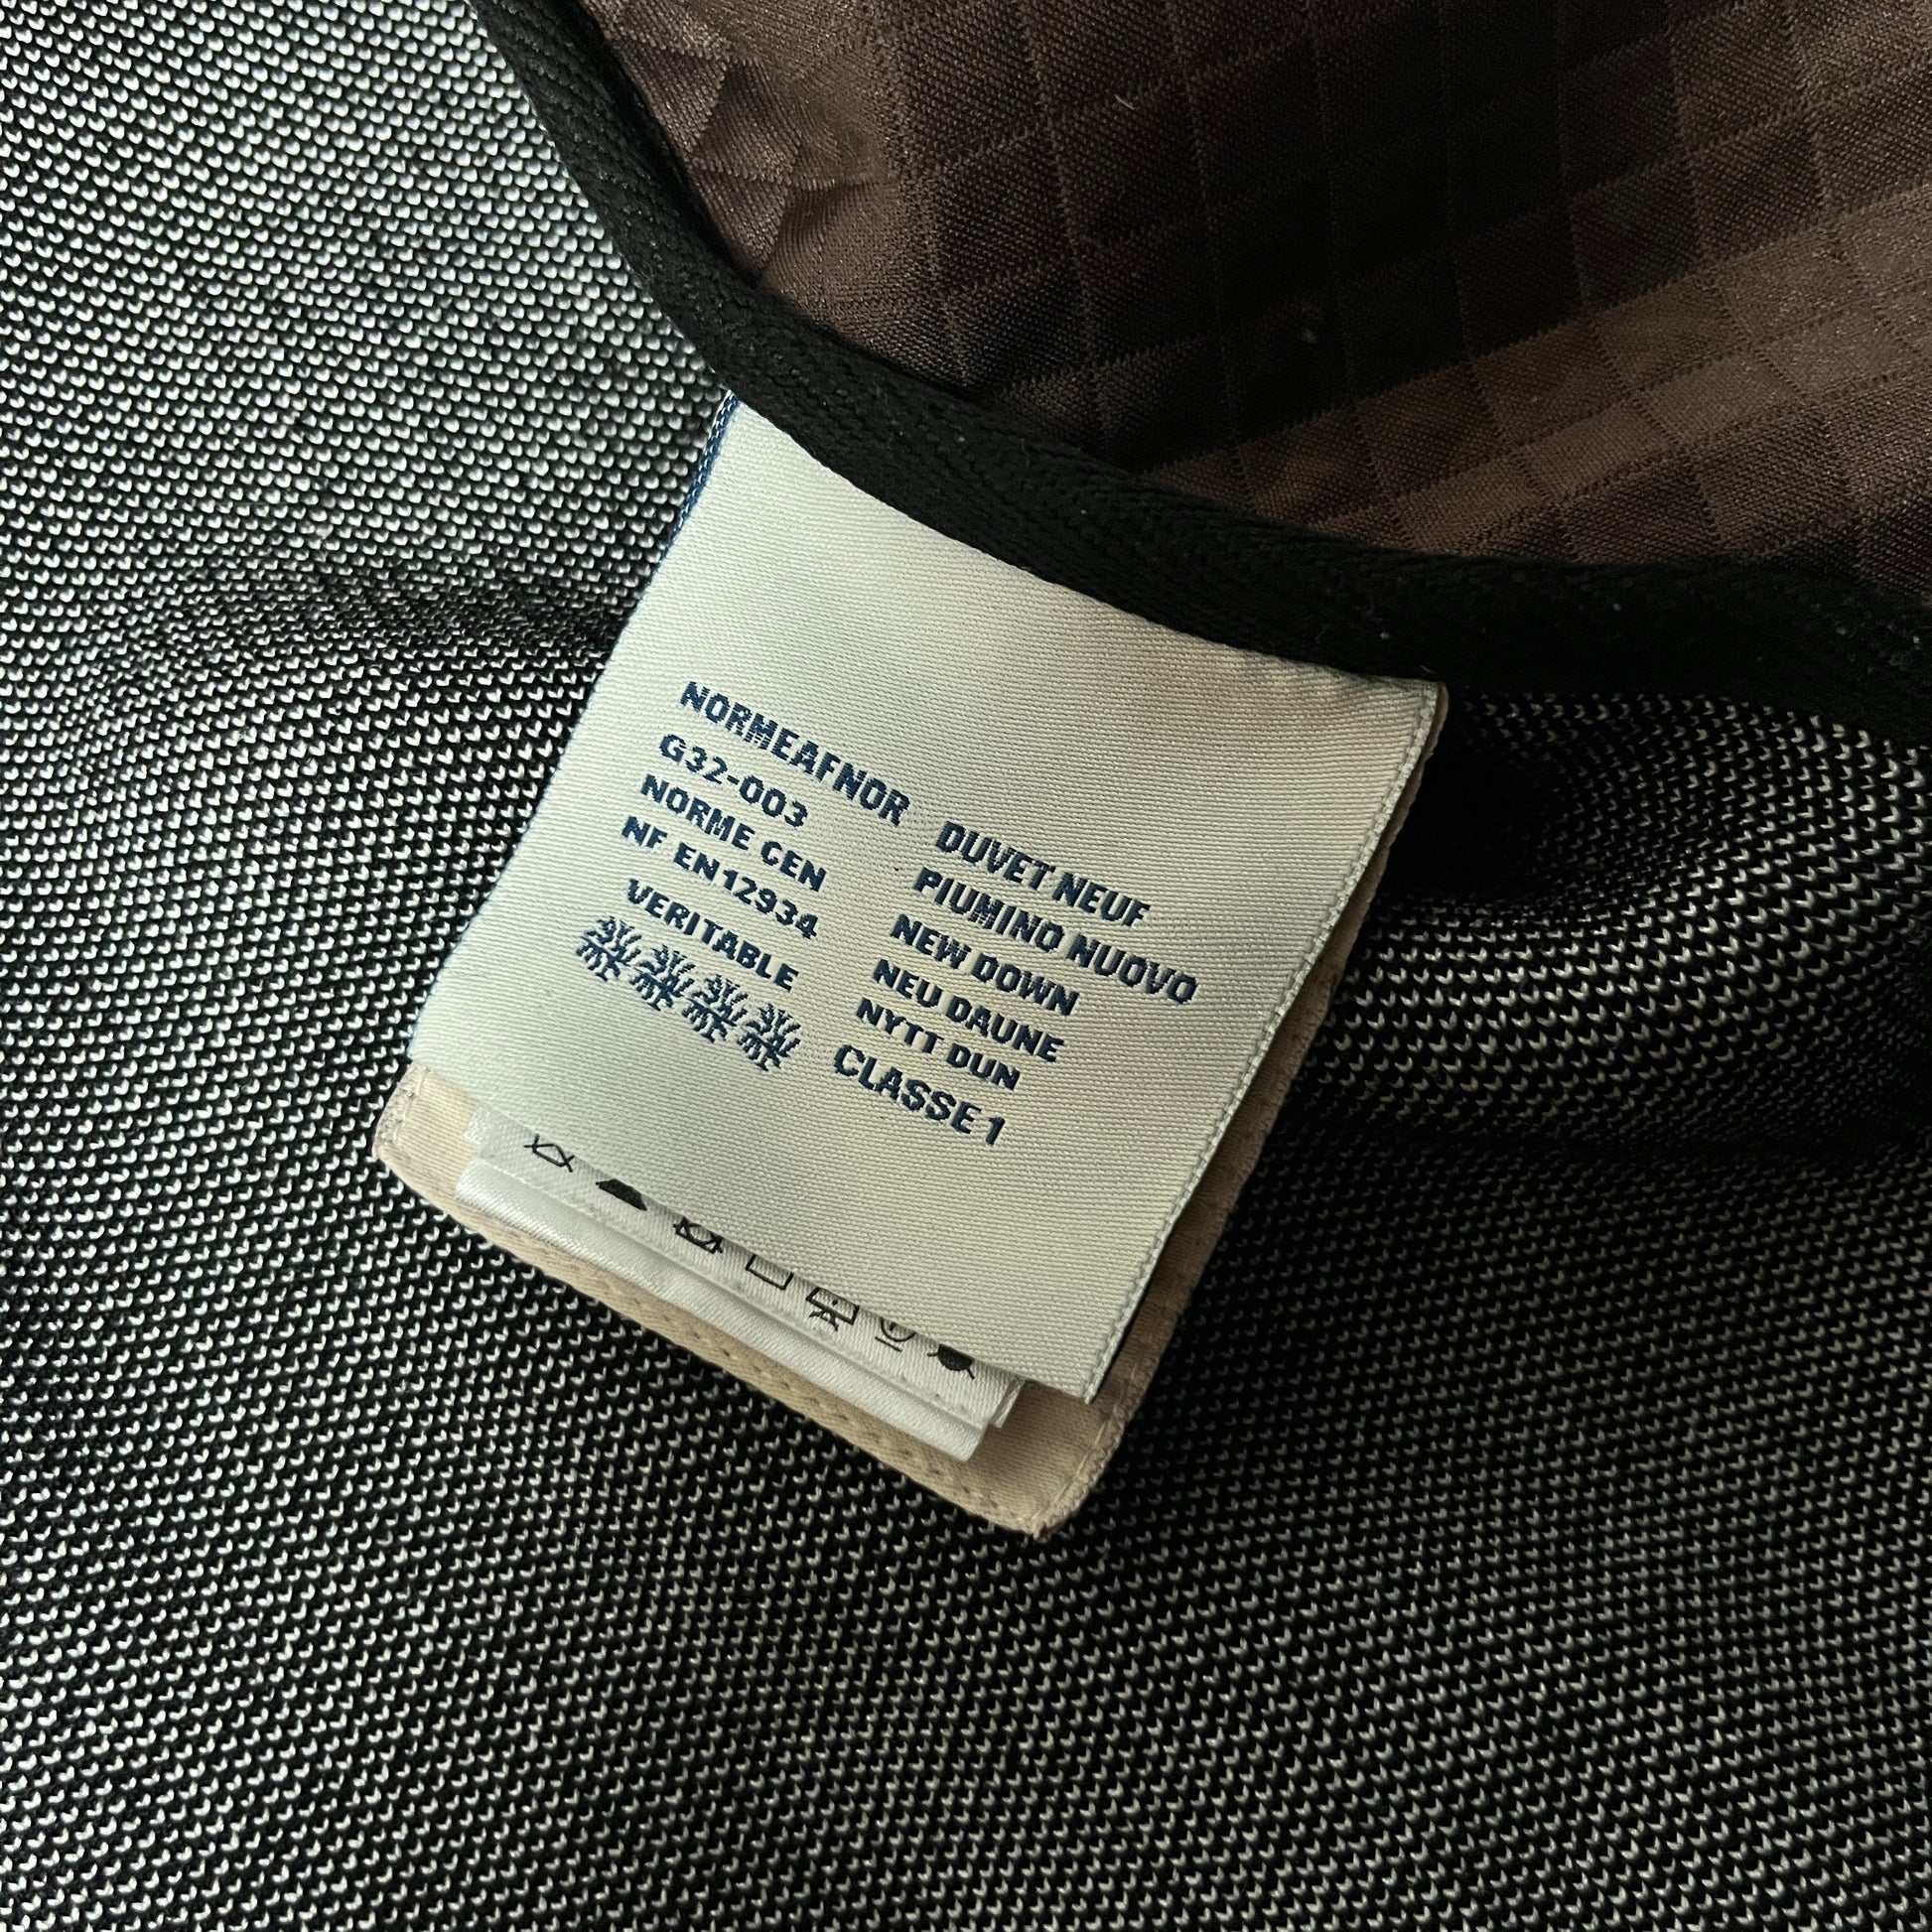 NORMEAFNOR
G32-003
NORME CEN
NF EN12934
VERITABLE
DUVET NEUF
PIUMINO NUOVO
NEW DOWN
NEU DAUNE
NYTT DUN
CLASSE 1